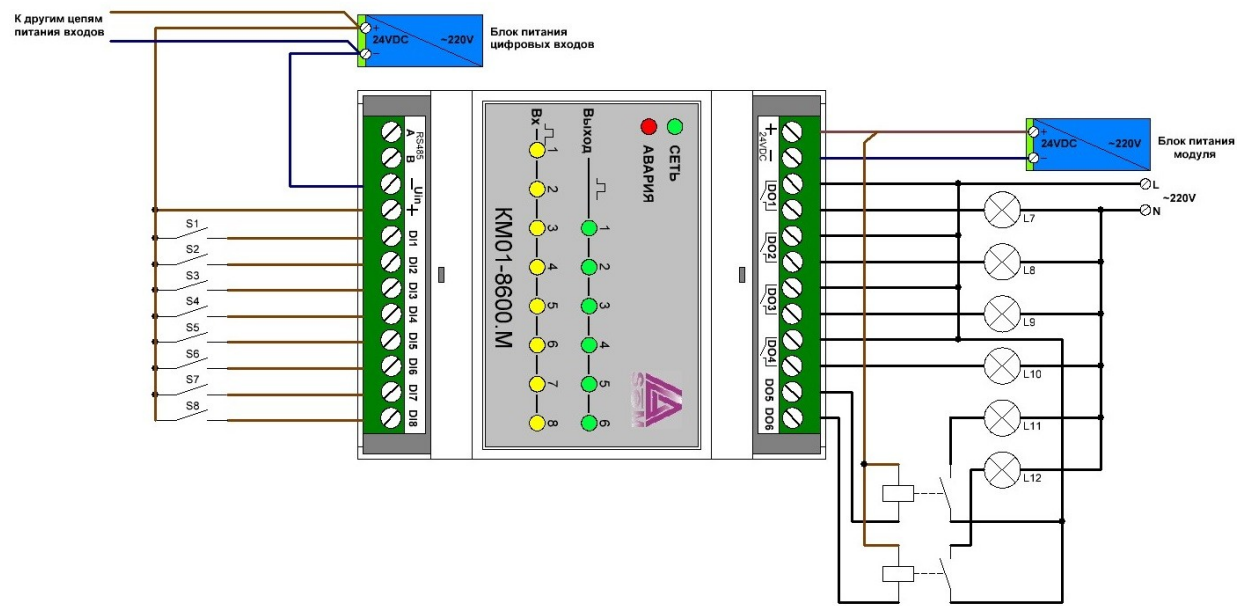 К другим цепям
питания входов
+
24VDC
~220V
−
Блок питания
цифровых входов
A
B
RS485
−
Uin
+
S1
DI1
S2
DI2
S3
DI3
S4
DI4
S5
DI5
S6
DI6
S7
DI7
S8
DI8
Вх
1
2
3
4
5
6
7
8
Выход
1
2
3
4
5
6
АВАРИЯ
СЕТЬ
КМ01-8600.М
+
24VDC
−
DO1
DO2
DO3
DO4
DO5
DO6
+
24VDC
~220V
−
Блок питания
модуля
L
~220V
N
L7
L8
L9
L10
L11
L12